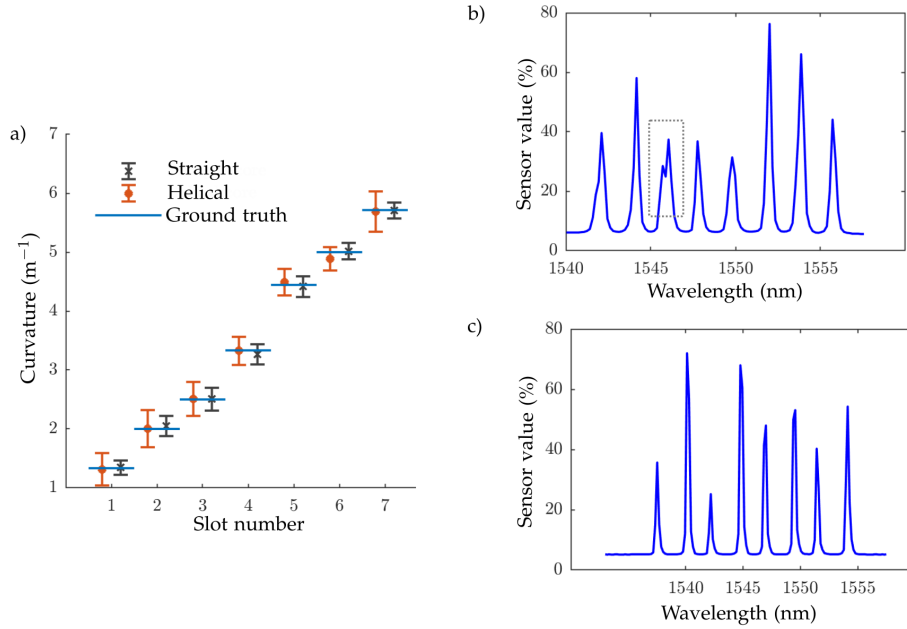 a)
Curvature (m⁻¹)
7
6
5
4
3
2
1
Straight
Helical
Ground truth
1 2 3 4 5 6 7
Slot number
b)
Sensor value (%)
80
60
40
20
0
1540 1545 1550 1555
Wavelength (nm)
c)
Sensor value (%)
80
60
40
20
0
1540 1545 1550 1555
Wavelength (nm)